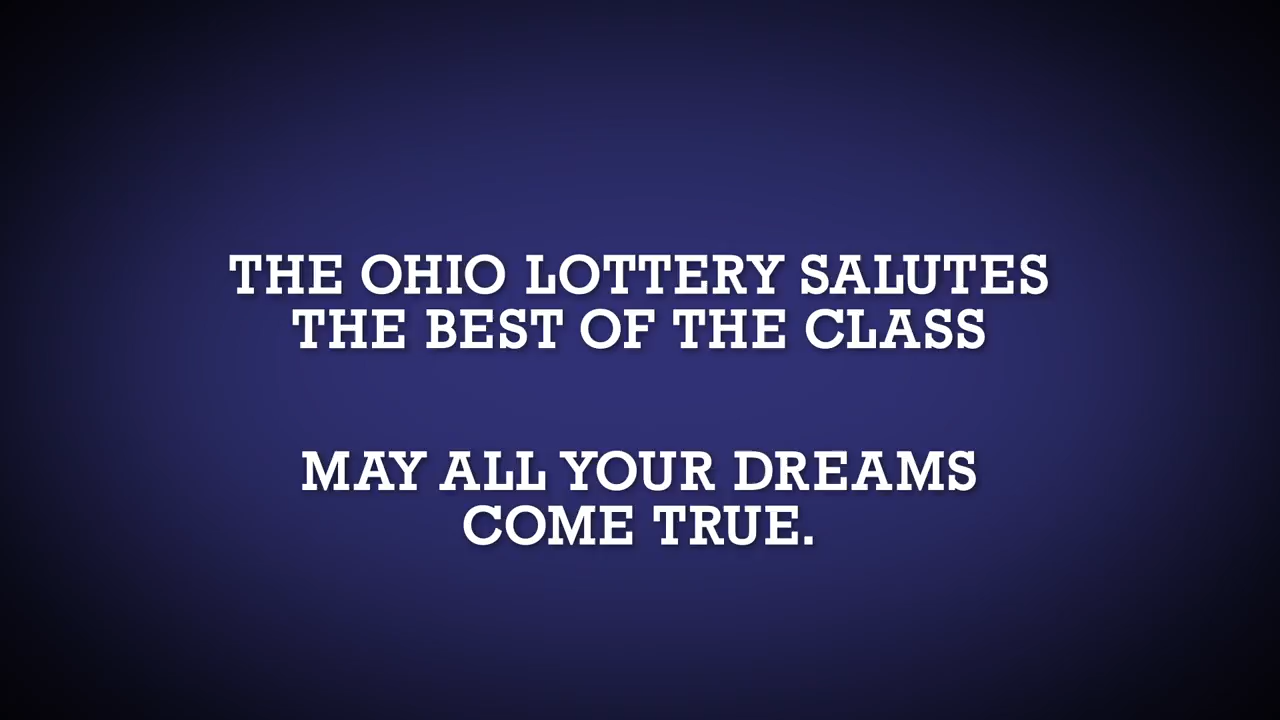 THE OHIO LOTTERY SALUTES
THE BEST OF THE CLASS
MAY ALL YOUR DREAMS
COME TRUE.